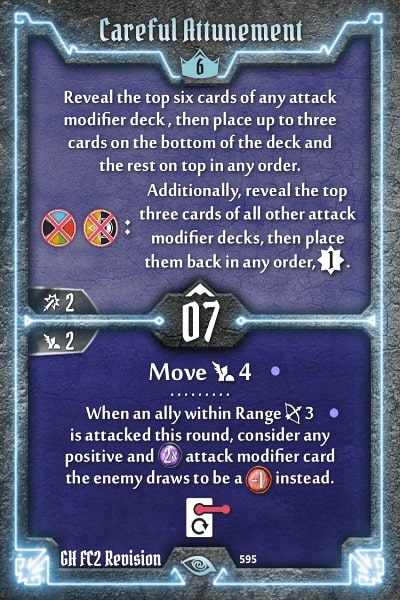 Careful Attunement
6
Reveal the top six cards of any attack
modifier deck , then place up to three
cards on the bottom of the deck and
the rest on top in any order.
Additionally, reveal the top
three cards of all other attack
modifier decks, then place
them back in any order, 1 .
:
2
07
2
Move 4
When an ally within Range 3
is attacked this round, consider any
positive and 2x attack modifier card
the enemy draws to be a -1 instead.
GH FC2 Revision
595